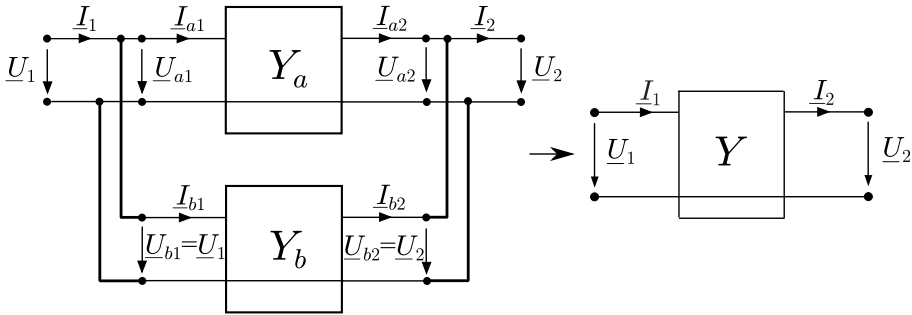 I1 Ia1 Ia2 I2
U1 Ua1 Ya Ua2 U2
Ib1 Ib2
Ub1=U1 Yb Ub2=U2
I1 I2
U1 Y U2